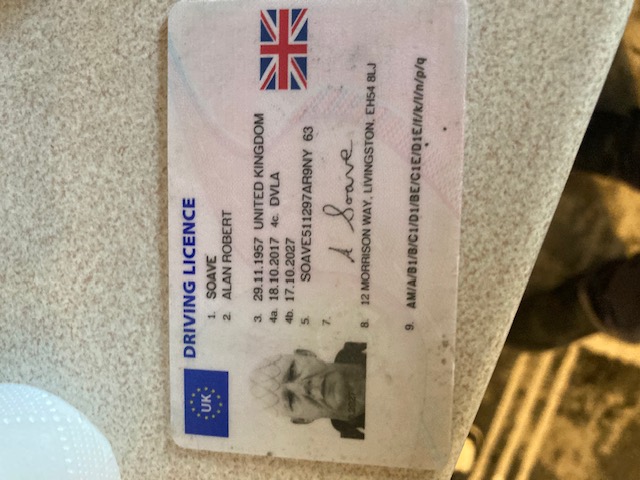 DRIVING LICENCE
UK
1. SOAVE
2. ALAN ROBERT
3. 29.11.1957 UNITED KINGDOM
4a. 18.10.2017 4c. DVLA
4b. 17.10.2027
5. SOAVE511297AR9NY 63
7. A Soave
8. 12 MORRISON WAY, LIVINGSTON, EH54 8LJ
9. AM/A/B1/B/C1/D1/BE/C1E/D1E/f/k/l/n/p/q